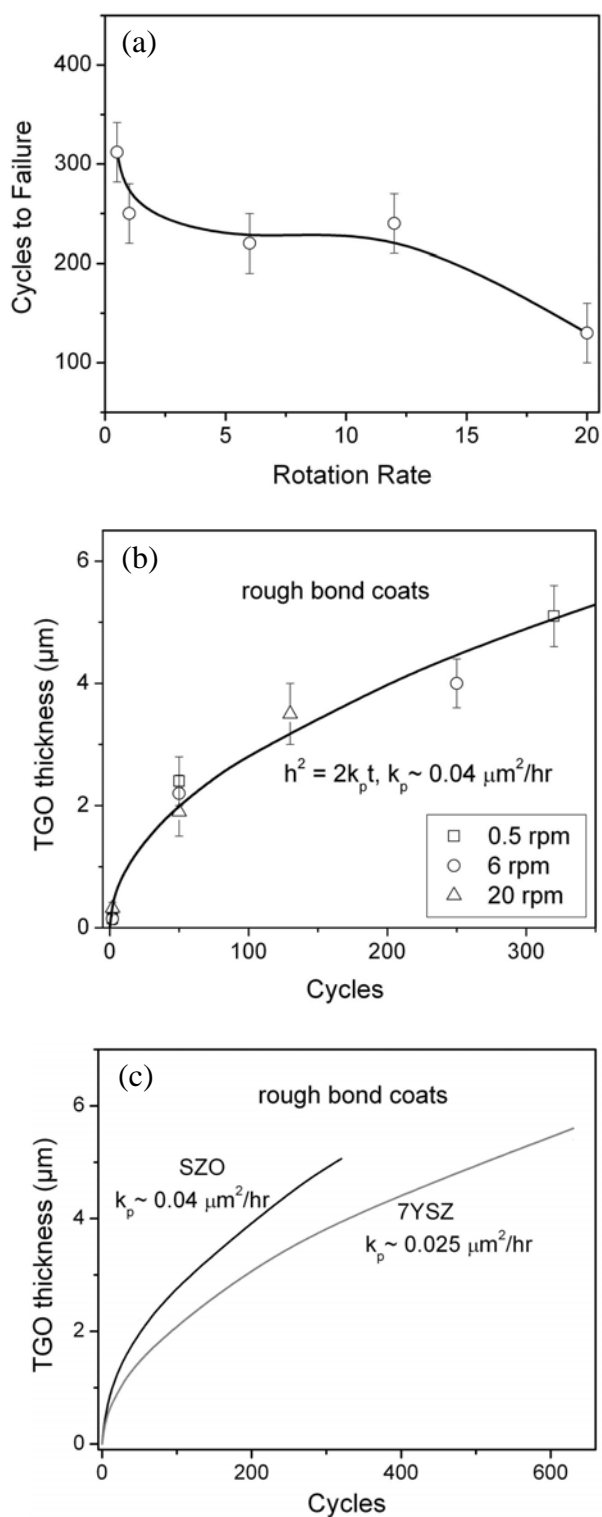 (a)
Cycles to Failure
400
300
200
100
0
5
10
15
20
Rotation Rate
(b)
rough bond coats
TGO thickness (µm)
6
4
2
0
h² = 2kₚt, kₚ ~ 0.04 µm²/hr
0.5 rpm
6 rpm
20 rpm
0
100
200
300
Cycles
(c)
rough bond coats
TGO thickness (µm)
6
4
2
0
SZO
kₚ~ 0.04 µm²/hr
7YSZ
kₚ~ 0.025 µm²/hr
0
200
400
600
Cycles